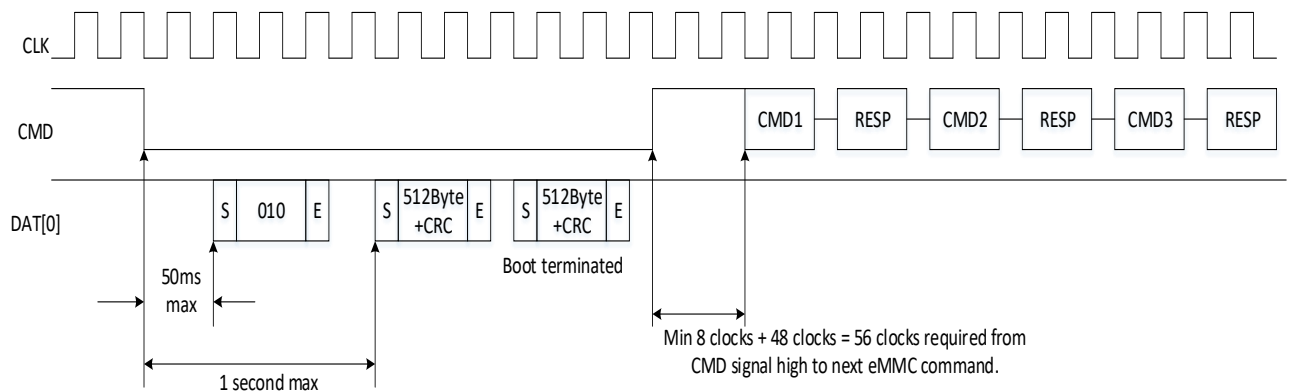 CLK
CMD
CMD1 RESP CMD2 RESP CMD3 RESP
DAT[0]
S 010 E S 512Byte
+CRC E S 512Byte
+CRC E
Boot terminated
50ms
max
1 second max
Min 8 clocks + 48 clocks = 56 clocks required from
CMD signal high to next eMMC command.